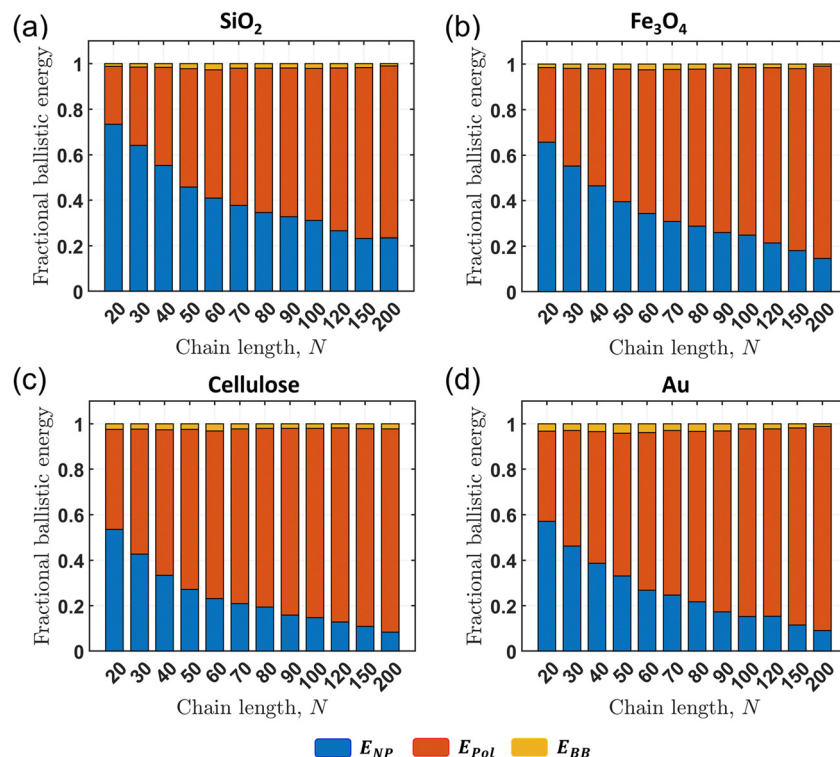 (a) SiO₂
Fractional ballistic energy
1
0.8
0.6
0.4
0.2
0
20 30 40 50 60 70 80 90 100 120 150 200
Chain length, N
(b) Fe₃O₄
Fractional ballistic energy
1
0.8
0.6
0.4
0.2
0
20 30 40 50 60 70 80 90 100 120 150 200
Chain length, N
(c) Cellulose
Fractional ballistic energy
1
0.8
0.6
0.4
0.2
0
20 30 40 50 60 70 80 90 100 120 150 200
Chain length, N
(d) Au
Fractional ballistic energy
1
0.8
0.6
0.4
0.2
0
20 30 40 50 60 70 80 90 100 120 150 200
Chain length, N
E_NP E_Pol E_BB